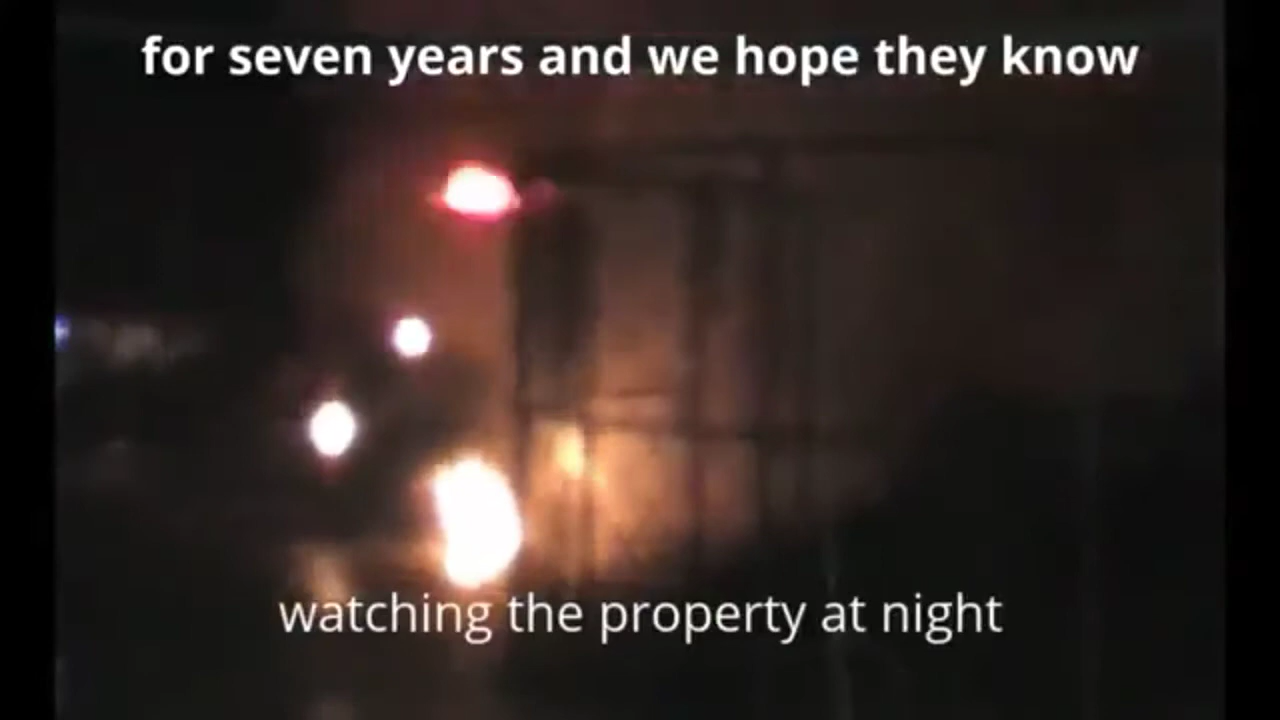 for seven years and we hope they know
watching the property at night